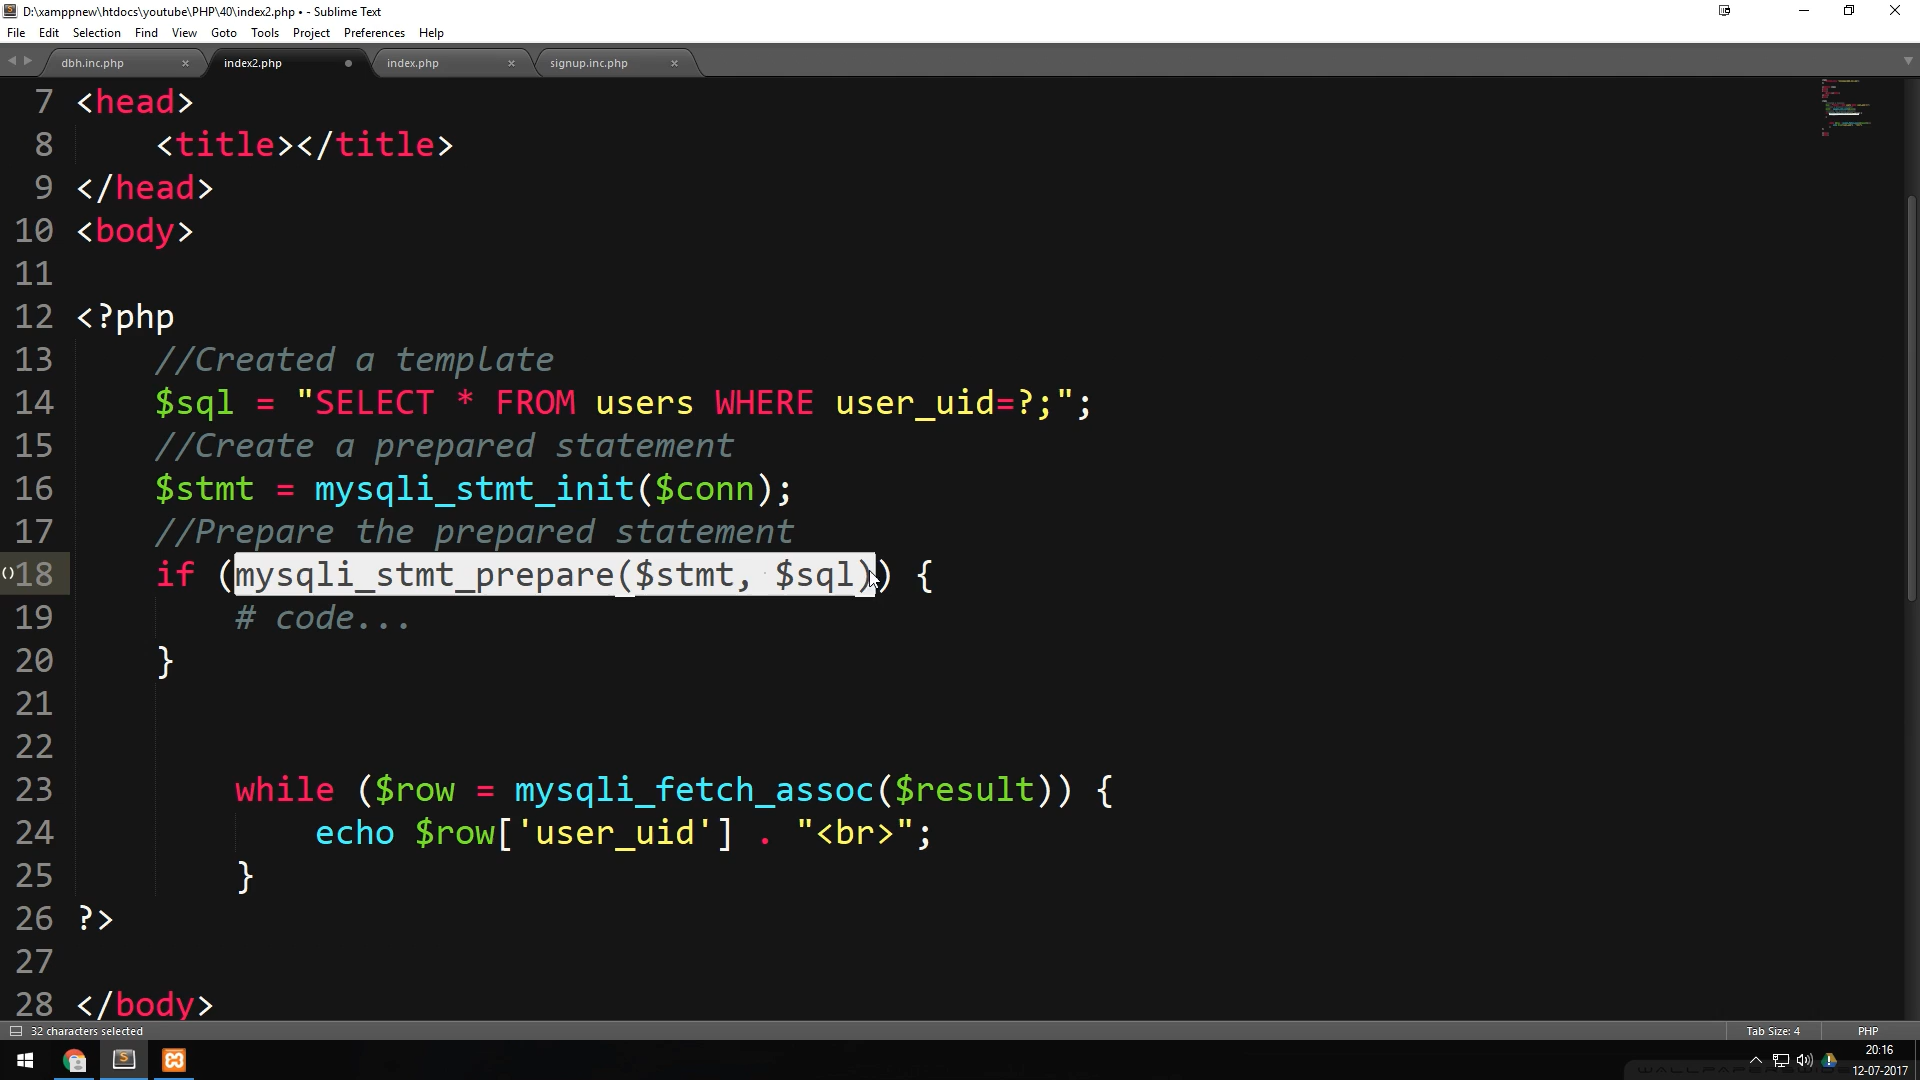 D:\xamppnew\htdocs\youtube\PHP\40\index2.php • - Sublime Text
File Edit Selection Find View Goto Tools Project Preferences Help
dbh.inc.php × index2.php • index.php × signup.inc.php ×
7 <head>
8 <title></title>
9 </head>
10 <body>
11
12 <?php
13 //Created a template
14 $sql = "SELECT * FROM users WHERE user_uid=?;";
15 //Create a prepared statement
16 $stmt = mysqli_stmt_init($conn);
17 //Prepare the prepared statement
18 if (mysqli_stmt_prepare($stmt, $sql)) {
19 # code...
20 }
21
22
23 while ($row = mysqli_fetch_assoc($result)) {
24 echo $row['user_uid'] . "<br>";
25 }
26 ?>
27
28 </body>
32 characters selected Tab Size: 4 PHP
20:16
12-07-2017